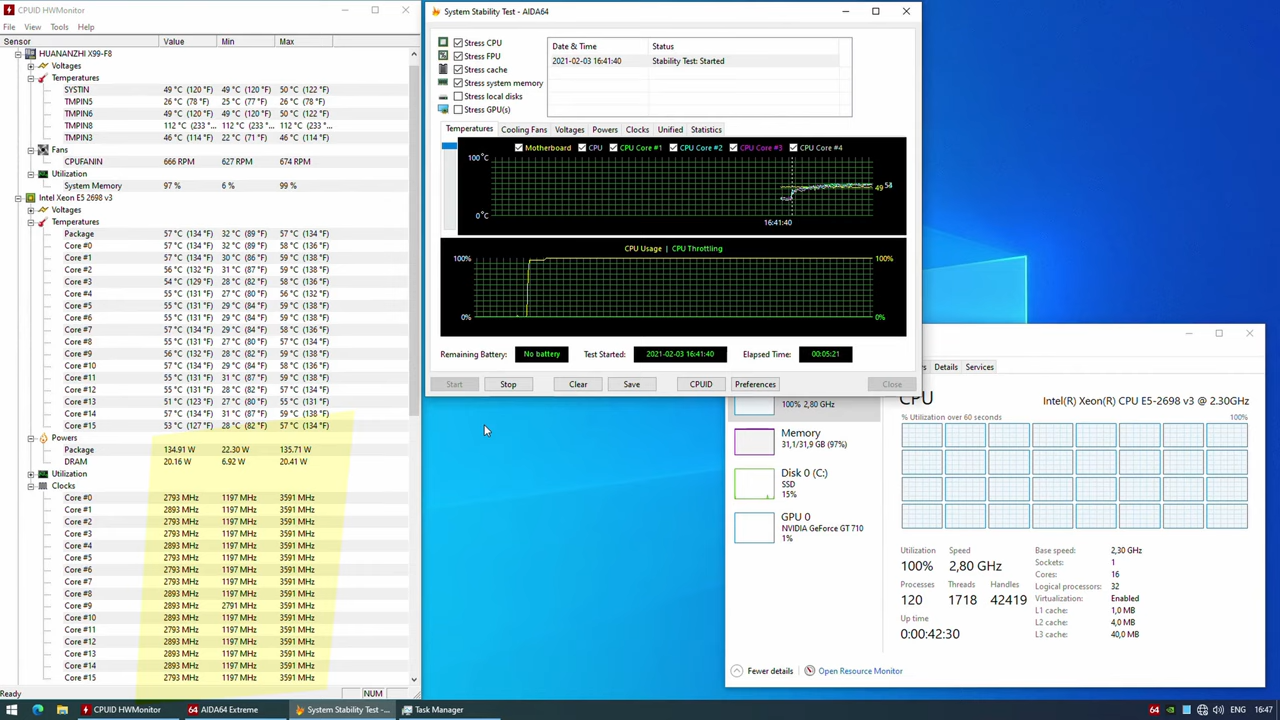 CPUID HWMonitor
File View Tools Help
Sensor Value Min Max
HUANANZHI X99-F8
Voltages
Temperatures
SYSTIN 49 °C (120 °F) 49 °C (120 °F) 50 °C (122 °F)
TMPIN5 26 °C (78 °F) 25 °C (77 °F) 26 °C (78 °F)
TMPIN6 49 °C (120 °F) 49 °C (120 °F) 50 °C (122 °F)
TMPIN8 112 °C (233 °... 112 °C (233 °... 112 °C (233 °...
TMPIN3 46 °C (114 °F) 22 °C (71 °F) 46 °C (114 °F)
Fans
CPUFANIN 666 RPM 627 RPM 674 RPM
Utilization
System Memory 97 % 6 % 99 %
Intel Xeon E5 2698 v3
Voltages
Temperatures
Package 57 °C (134 °F) 32 °C (89 °F) 57 °C (134 °F)
Core #0 57 °C (134 °F) 32 °C (89 °F) 58 °C (136 °F)
Core #1 57 °C (134 °F) 30 °C (86 °F) 58 °C (136 °F)
Core #2 56 °C (132 °F) 31 °C (87 °F) 58 °C (136 °F)
Core #3 54 °C (129 °F) 28 °C (82 °F) 56 °C (132 °F)
Core #4 55 °C (131 °F) 29 °C (84 °F) 57 °C (134 °F)
Core #5 55 °C (131 °F) 29 °C (84 °F) 56 °C (132 °F)
Core #6 55 °C (131 °F) 29 °C (84 °F) 57 °C (134 °F)
Core #7 57 °C (134 °F) 29 °C (84 °F) 58 °C (136 °F)
Core #8 55 °C (131 °F) 29 °C (84 °F) 57 °C (134 °F)
Core #9 56 °C (132 °F) 29 °C (84 °F) 58 °C (136 °F)
Core #10 57 °C (134 °F) 29 °C (84 °F) 59 °C (138 °F)
Core #11 55 °C (131 °F) 29 °C (84 °F) 58 °C (136 °F)
Core #12 53 °C (127 °F) 28 °C (82 °F) 57 °C (134 °F)
Core #13 51 °C (123 °F) 27 °C (80 °F) 55 °C (131 °F)
Core #14 57 °C (134 °F) 31 °C (87 °F) 59 °C (138 °F)
Core #15 53 °C (127 °F) 28 °C (82 °F) 57 °C (134 °F)
Powers
Package 134.91 W 22.30 W 135.71 W
DRAM 20.16 W 6.92 W 20.41 W
Utilization
Clocks
Core #0 2793 MHz 1197 MHz 3591 MHz
Core #1 2893 MHz 1197 MHz 3591 MHz
Core #2 2793 MHz 1197 MHz 3591 MHz
Core #3 2793 MHz 1197 MHz 3591 MHz
Core #4 2893 MHz 1197 MHz 3591 MHz
Core #5 2893 MHz 1197 MHz 3591 MHz
Core #6 2793 MHz 1197 MHz 3591 MHz
Core #7 2793 MHz 1197 MHz 3591 MHz
Core #8 2893 MHz 1197 MHz 3591 MHz
Core #9 2893 MHz 2791 MHz 3591 MHz
Core #10 2893 MHz 1197 MHz 3591 MHz
Core #11 2793 MHz 1197 MHz 3591 MHz
Core #12 2893 MHz 1197 MHz 3591 MHz
Core #13 2793 MHz 1197 MHz 3591 MHz
Core #14 2893 MHz 1197 MHz 3591 MHz
Core #15 2793 MHz 1197 MHz 3591 MHz
Ready NUM
System Stability Test - AIDA64
Stress CPU
Stress FPU
Stress cache
Stress system memory
Stress local disks
Stress GPU(s)
Date & Time Status
2021-02-03 16:41:40 Stability Test: Started
Temperatures Cooling Fans Voltages Powers Clocks Unified Statistics
Motherboard CPU CPU Core #1 CPU Core #2 CPU Core #3 CPU Core #4
100°C
49 54
0°C
16:41:40
CPU Usage | CPU Throttling
100% 100%
0% 0%
Remaining Battery: No battery Test Started: 2021-02-03 16:41:40 Elapsed Time: 00:05:21
Start Stop Clear Save CPUID Preferences Close
Details Services
100% 2,80 GHz
Memory
31,1/31,9 GB (97%)
Disk 0 (C:)
SSD
15%
GPU 0
NVIDIA GeForce GT 710
1%
CPU Intel(R) Xeon(R) CPU E5-2698 v3 @ 2.30GHz
% Utilization over 60 seconds 100%
Utilization Speed
100% 2,80 GHz
Processes Threads Handles
120 1718 42419
Up time
0:00:42:30
Base speed: 2,30 GHz
Sockets: 1
Cores: 16
Logical processors: 32
Virtualization: Enabled
L1 cache: 1,0 MB
L2 cache: 4,0 MB
L3 cache: 40,0 MB
Fewer details Open Resource Monitor
CPUID HWMonitor 64 AIDA64 Extreme System Stability Test -... Task Manager 64 ENG 16:47